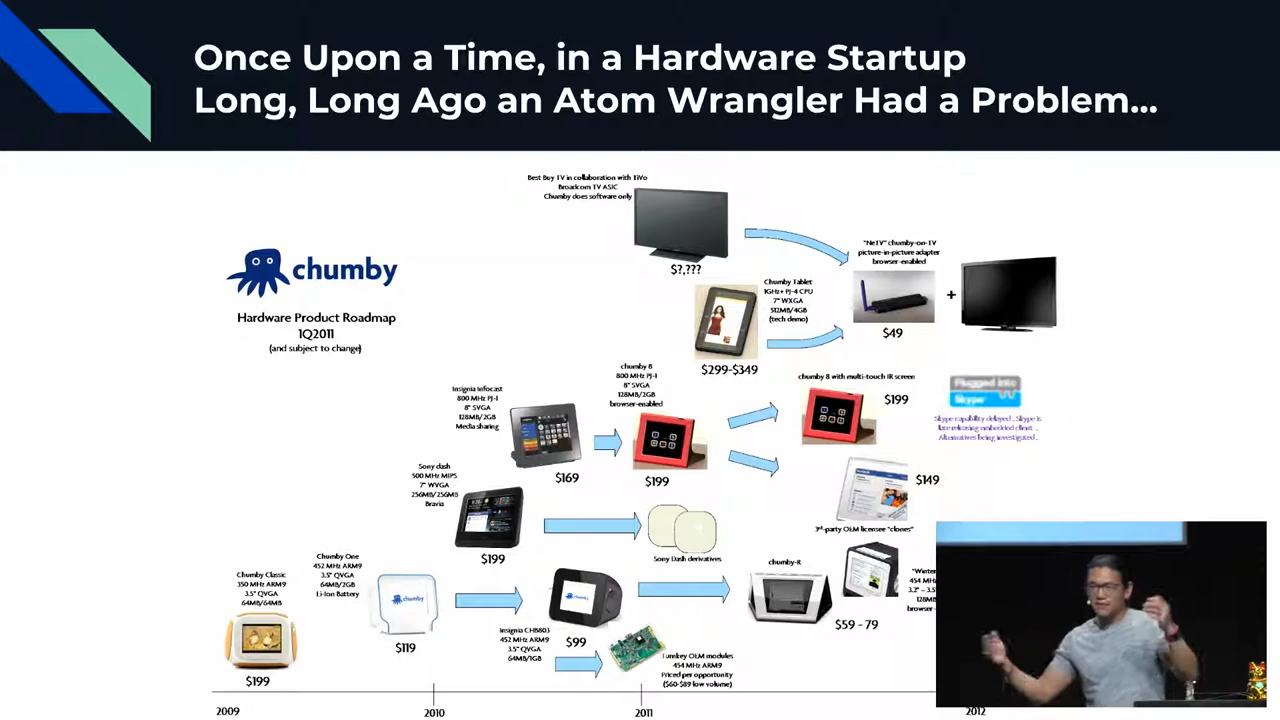 Once Upon a Time, in a Hardware Startup
Long, Long Ago an Atom Wrangler Had a Problem...
chumby
Hardware Product Roadmap
1Q2011
(and subject to change)
Best Buy TV in collaboration with TiVo
Broadcom TV ASIC
Chumby does software only
$?,???
Chumby Tablet
1GHz+ PJ-4 CPU
7" WXGA
512MB/4GB
(tech demo)
$299-$349
"NeTV" chumby-on-TV
picture-in-picture adapter
browser-enabled
$49
+
Insignia Infocast
800 MHz PJ-1
8" SVGA
128MB/2GB
Media sharing
$169
chumby 8
800 MHz PJ-1
8" SVGA
128MB/2GB
browser-enabled
$199
chumby 8 with multi-touch IR screen
$199
Plugged into
Skype
Skype capability delayed. Skype is
late releasing embedded client.
Alternatives being investigated.
$149
3rd-party OEM licensee "clones"
Sony dash
500 MHz MIPS
7" WVGA
256MB/256MB
Bravia
$199
Sony Dash derivatives
Chumby Classic
350 MHz ARM9
3.5" QVGA
64MB/64MB
$199
Chumby One
452 MHz ARM9
3.5" QVGA
64MB/2GB
Li-Ion Battery
chumby
$119
chumby
$99
Insignia CHB803
452 MHz ARM9
3.5" QVGA
64MB/1GB
Turnkey OEM modules
454 MHz ARM9
Priced per opportunity
($60-$89 low volume)
chumby-R
$59 - 79
454 MH
3.2" - 3.5
128M
browser-
2009
2010
2011
2012